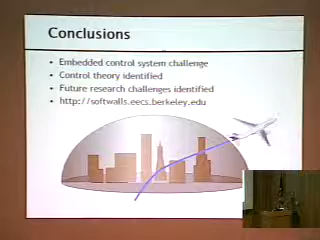 Conclusions
• Embedded control system challenge
• Control theory identified
• Future research challenges identified
• http://softwalls.eecs.berkeley.edu